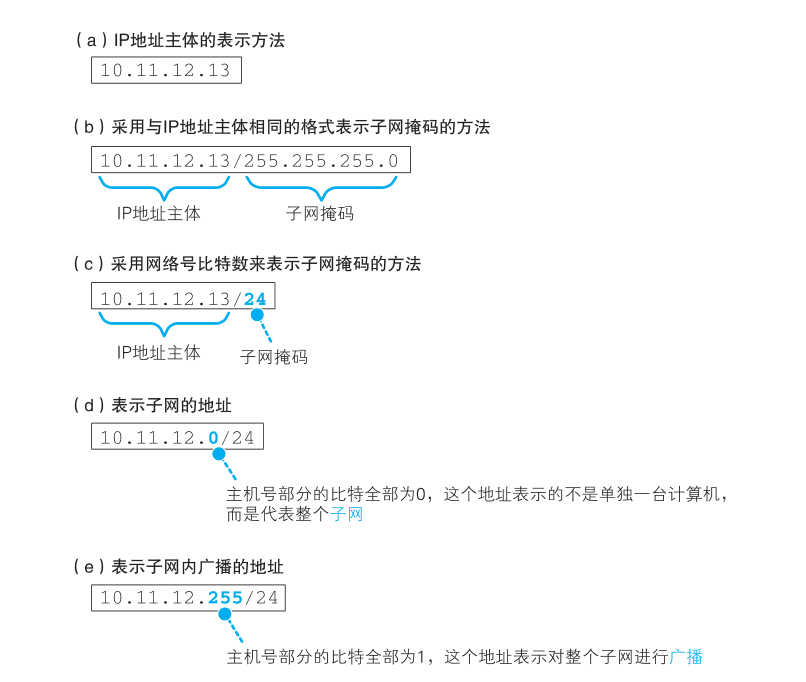 （a）IP地址主体的表示方法
10.11.12.13
（b）采用与IP地址主体相同的格式表示子网掩码的方法
10.11.12.13/255.255.255.0
IP地址主体 子网掩码
（c）采用网络号比特数来表示子网掩码的方法
10.11.12.13/24
IP地址主体 子网掩码
（d）表示子网的地址
10.11.12.0/24
主机号部分的比特全部为0，这个地址表示的不是单独一台计算机，
而是代表整个子网
（e）表示子网内广播的地址
10.11.12.255/24
主机号部分的比特全部为1，这个地址表示对整个子网进行广播